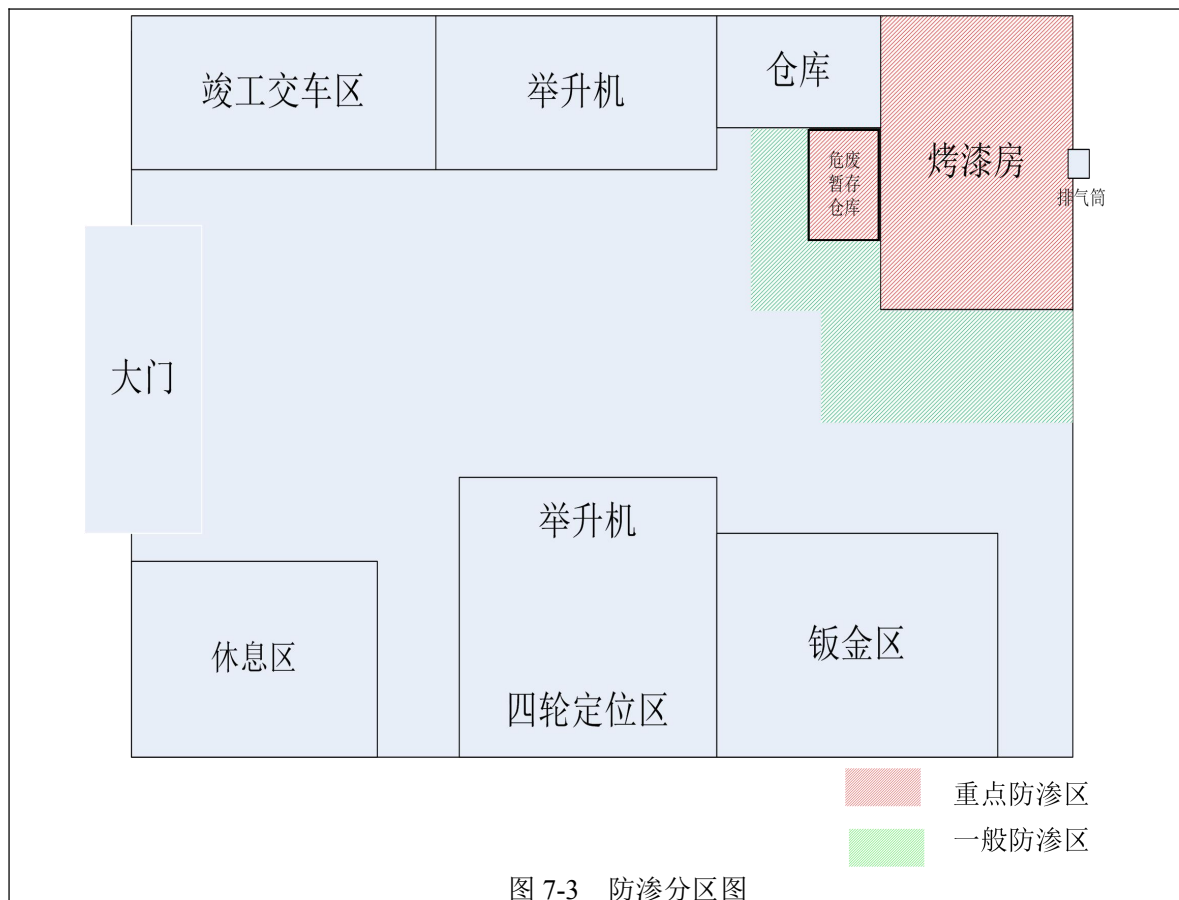 竣工交车区
举升机
仓库
危废
暂存
仓库
烤漆房
排气筒
大门
举升机
四轮定位区
休息区
钣金区
重点防渗区
一般防渗区
图 7-3 防渗分区图